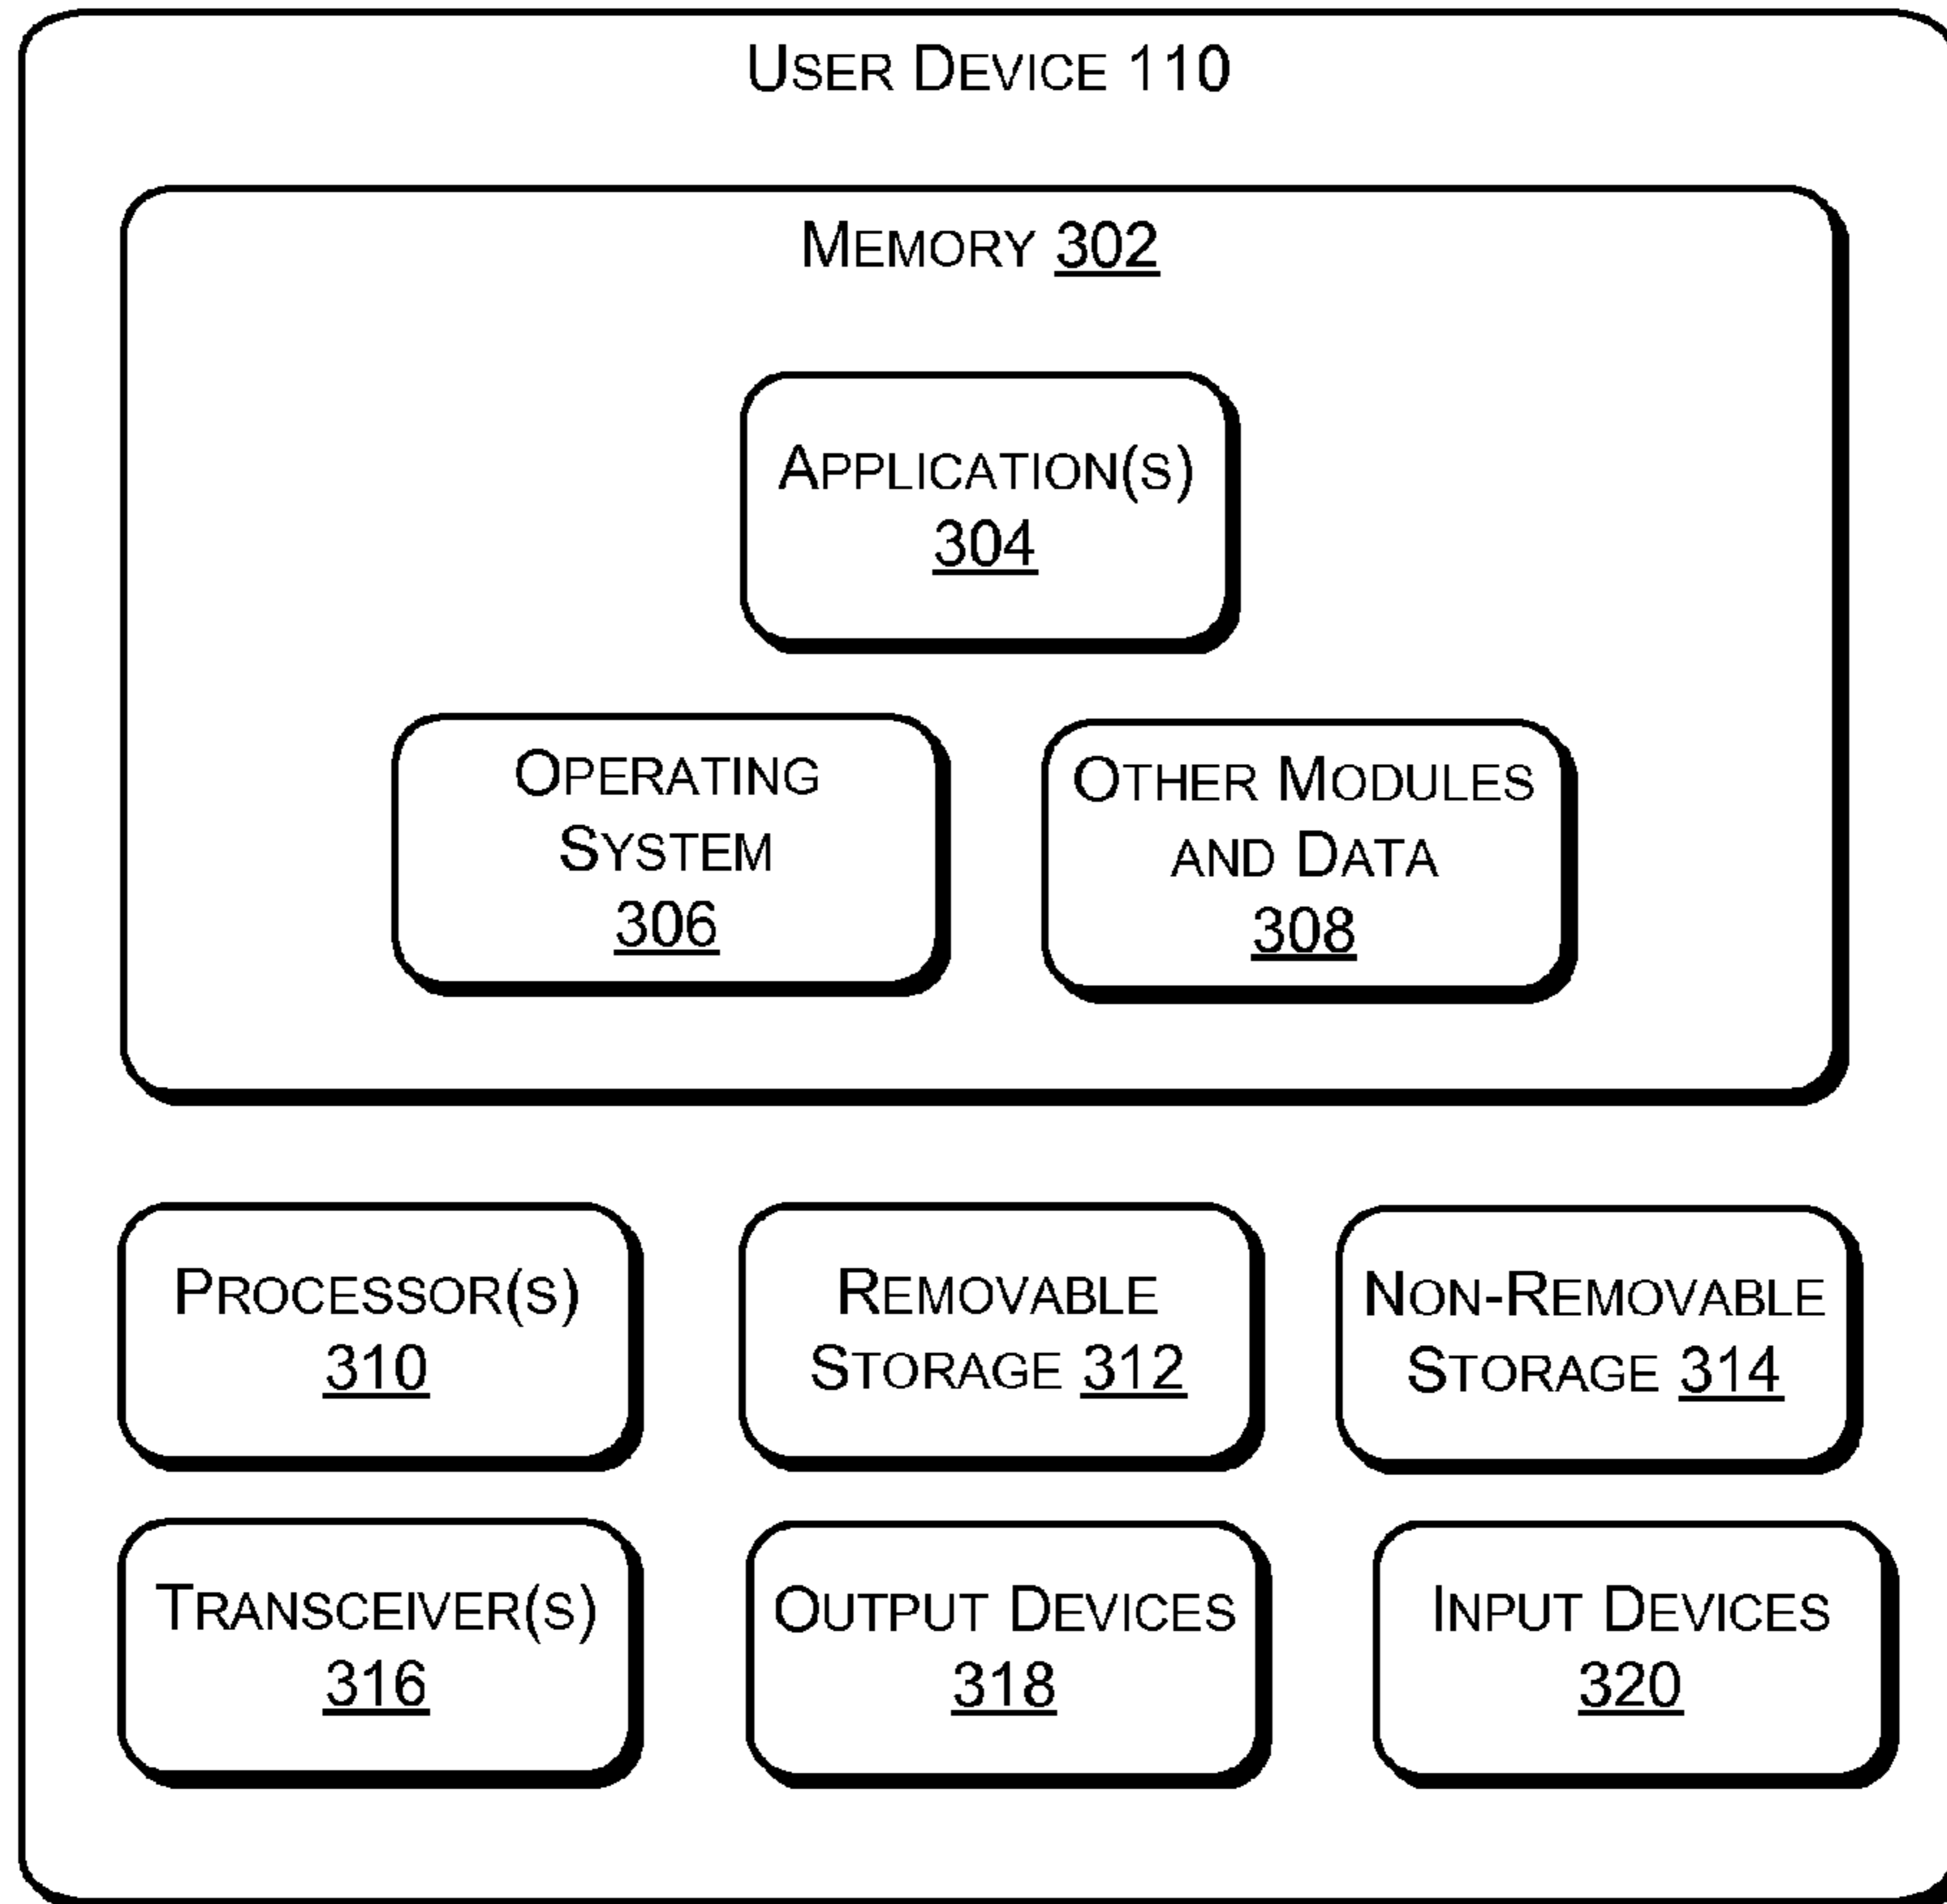 USER DEVICE 110
MEMORY 302
APPLICATION(S)
304
OPERATING
SYSTEM
306
OTHER MODULES
AND DATA
308
PROCESSOR(S)
310
REMOVABLE
STORAGE 312
NON-REMOVABLE
STORAGE 314
TRANSCEIVER(S)
316
OUTPUT DEVICES
318
INPUT DEVICES
320